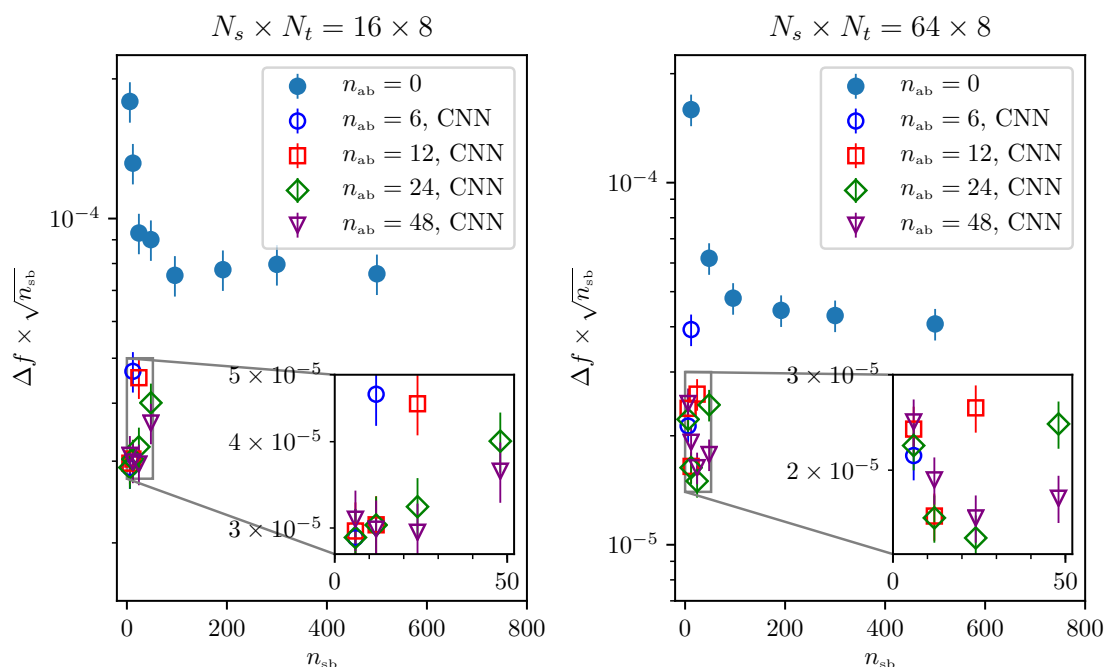 N_s × N_t = 16 × 8
n_ab = 0
n_ab = 6, CNN
n_ab = 12, CNN
n_ab = 24, CNN
n_ab = 48, CNN
10^{-4}
Δf × √n_sb
5 × 10^{-5}
4 × 10^{-5}
3 × 10^{-5}
0 50
0 200 400 600 800
n_sb
N_s × N_t = 64 × 8
n_ab = 0
n_ab = 6, CNN
n_ab = 12, CNN
n_ab = 24, CNN
n_ab = 48, CNN
10^{-4}
Δf × √n_sb
3 × 10^{-5}
2 × 10^{-5}
10^{-5}
0 50
0 200 400 600 800
n_sb